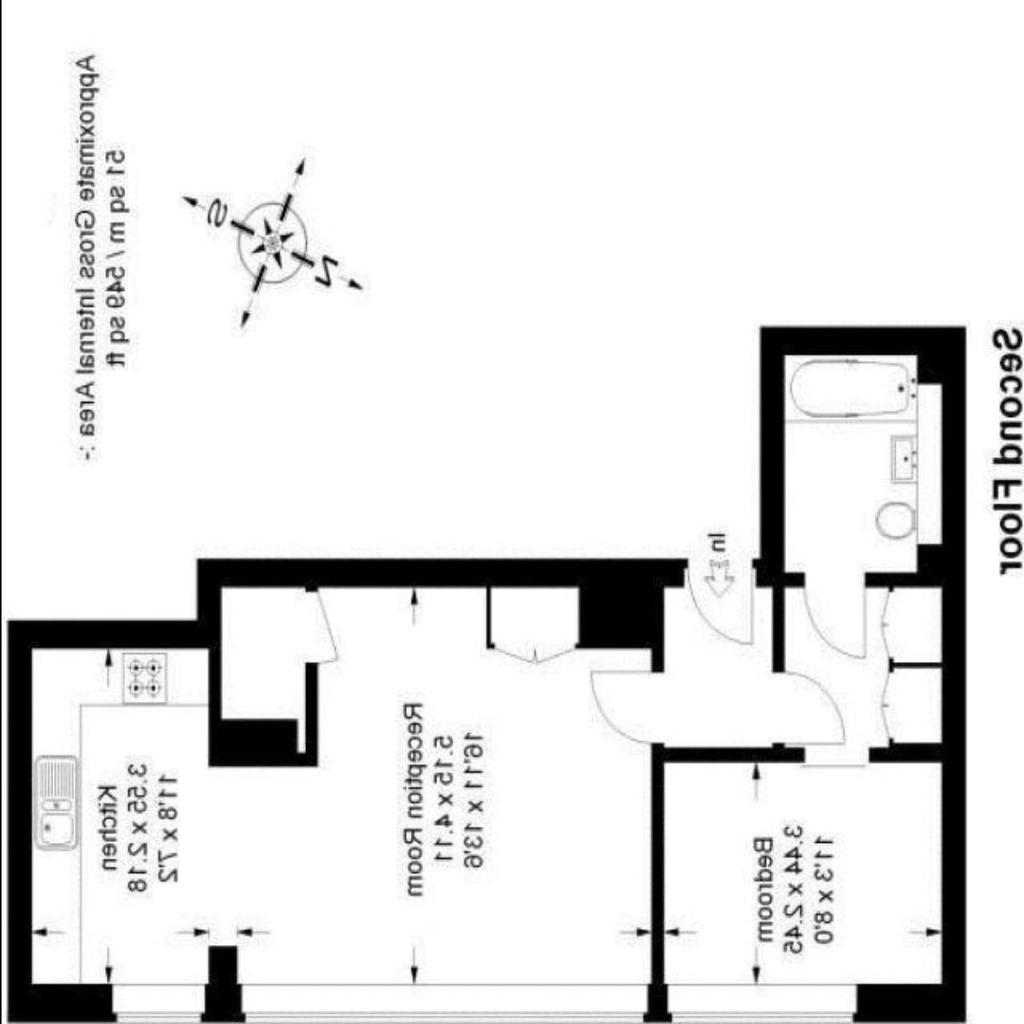 Approximate Gross Internal Area :-
51 sq m / 549 sq ft
S
N
In
Kitchen
3.55 x 2.18
11'8 x 7'2
Reception Room
5.15 x 4.11
16'11 x 13'6
Bedroom
3.44 x 2.45
11'3 x 8'0
Second Floor